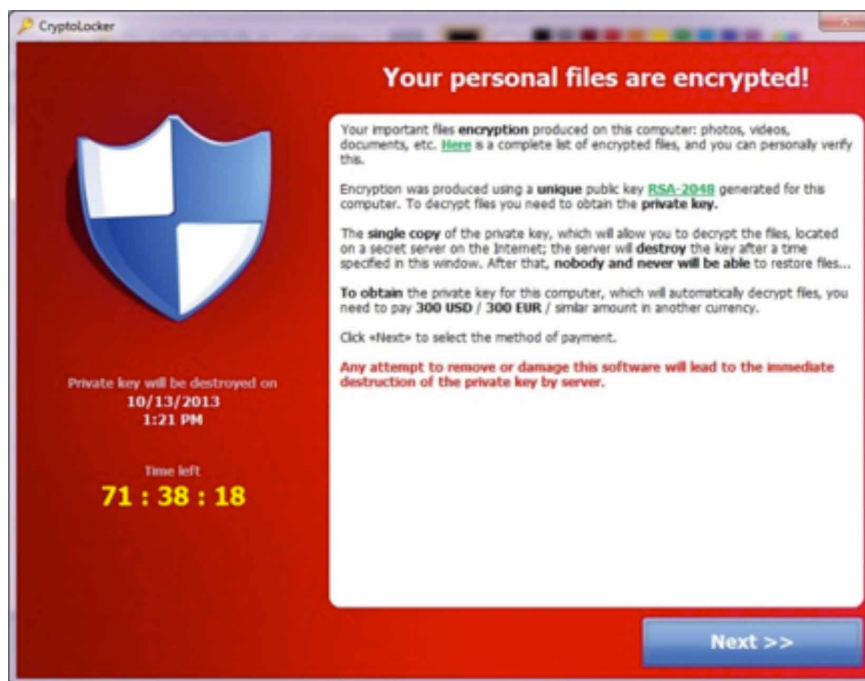 CryptoLocker
Your personal files are encrypted!
Your important files encryption produced on this computer: photos, videos,
documents, etc. Here is a complete list of encrypted files, and you can personally verify
this.
Encryption was produced using a unique public key RSA-2048 generated for this
computer. To decrypt files you need to obtain the private key.
The single copy of the private key, which will allow you to decrypt the files, located
on a secret server on the Internet; the server will destroy the key after a time
specified in this window. After that, nobody and never will be able to restore files...
To obtain the private key for this computer, which will automatically decrypt files, you
need to pay 300 USD / 300 EUR / similar amount in another currency.
Click «Next» to select the method of payment.
Any attempt to remove or damage this software will lead to the immediate
destruction of the private key by server.
Private key will be destroyed on
10/13/2013
1:21 PM
Time left
71 : 38 : 18
Next >>